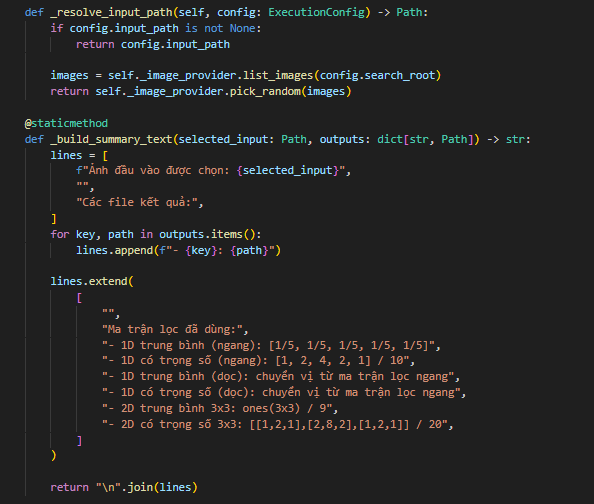 def _resolve_input_path(self, config: ExecutionConfig) -> Path:
    if config.input_path is not None:
        return config.input_path

    images = self._image_provider.list_images(config.search_root)
    return self._image_provider.pick_random(images)

@staticmethod
def _build_summary_text(selected_input: Path, outputs: dict[str, Path]) -> str:
    lines = [
        f"Ảnh đầu vào được chọn: {selected_input}",
        "",
        "Các file kết quả:",
    ]
    for key, path in outputs.items():
        lines.append(f"- {key}: {path}")

    lines.extend(
        [
            "",
            "Ma trận lọc đã dùng:",
            "- 1D trung bình (ngang): [1/5, 1/5, 1/5, 1/5, 1/5]",
            "- 1D có trọng số (ngang): [1, 2, 4, 2, 1] / 10",
            "- 1D trung bình (dọc): chuyển vị từ ma trận lọc ngang",
            "- 1D có trọng số (dọc): chuyển vị từ ma trận lọc ngang",
            "- 2D trung bình 3x3: ones(3x3) / 9",
            "- 2D có trọng số 3x3: [[1,2,1],[2,8,2],[1,2,1]] / 20",
        ]
    )

    return "\n".join(lines)